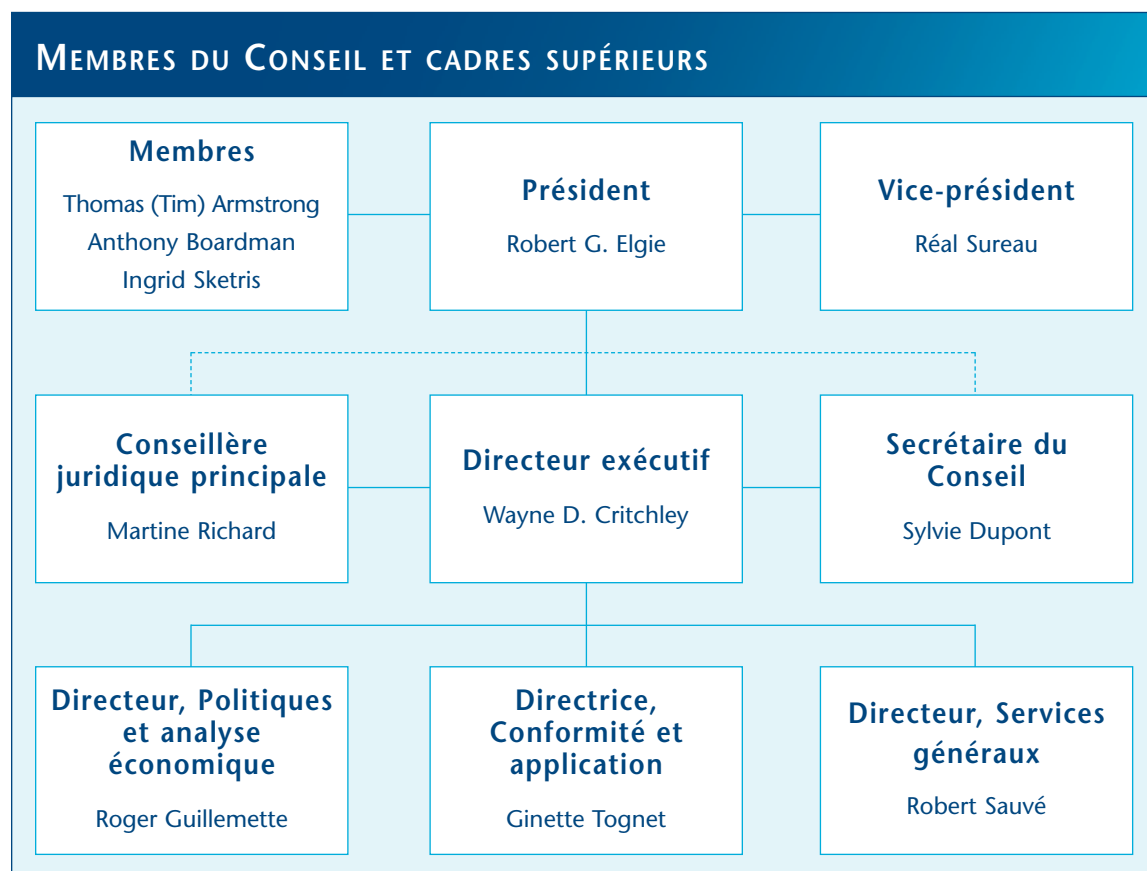 MEMBRES DU CONSEIL ET CADRES SUPÉRIEURS
Membres
Thomas (Tim) Armstrong
Anthony Boardman
Ingrid Sketris
Président
Robert G. Elgie
Vice-président
Réal Sureau
Conseillère
juridique principale
Martine Richard
Directeur exécutif
Wayne D. Critchley
Secrétaire du
Conseil
Sylvie Dupont
Directeur, Politiques
et analyse
économique
Roger Guillemette
Directrice,
Conformité et
application
Ginette Tognet
Directeur, Services
généraux
Robert Sauvé